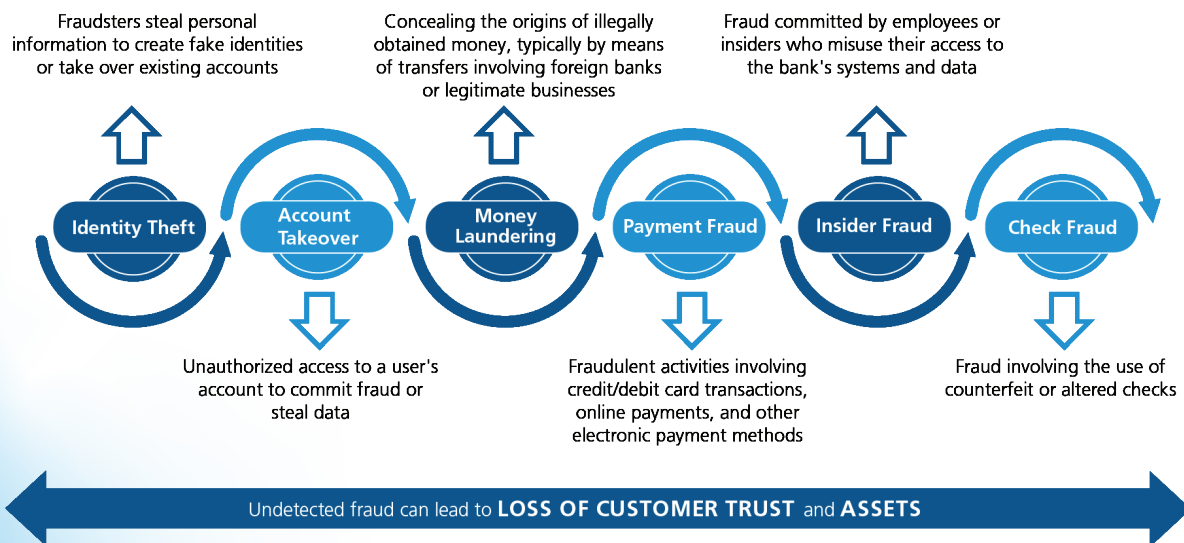 Fraudsters steal personal
information to create fake identities
or take over existing accounts
Concealing the origins of illegally
obtained money, typically by means
of transfers involving foreign banks
or legitimate businesses
Fraud committed by employees or
insiders who misuse their access to
the bank's systems and data
Identity Theft
Account
Takeover
Money
Laundering
Payment Fraud
Insider Fraud
Check Fraud
Unauthorized access to a user's
account to commit fraud or
steal data
Fraudulent activities involving
credit/debit card transactions,
online payments, and other
electronic payment methods
Fraud involving the use of
counterfeit or altered checks
Undetected fraud can lead to LOSS OF CUSTOMER TRUST and ASSETS